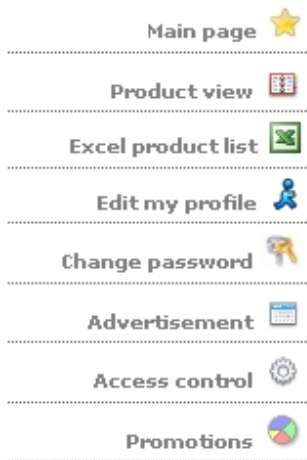 Main page
Product view
Excel product list
Edit my profile
Change password
Advertisement
Access control
Promotions